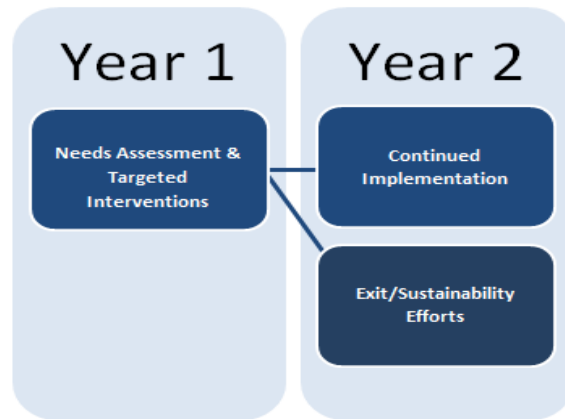 Year 1
Needs Assessment &
Targeted
Interventions
Year 2
Continued
Implementation
Exit/Sustainability
Efforts